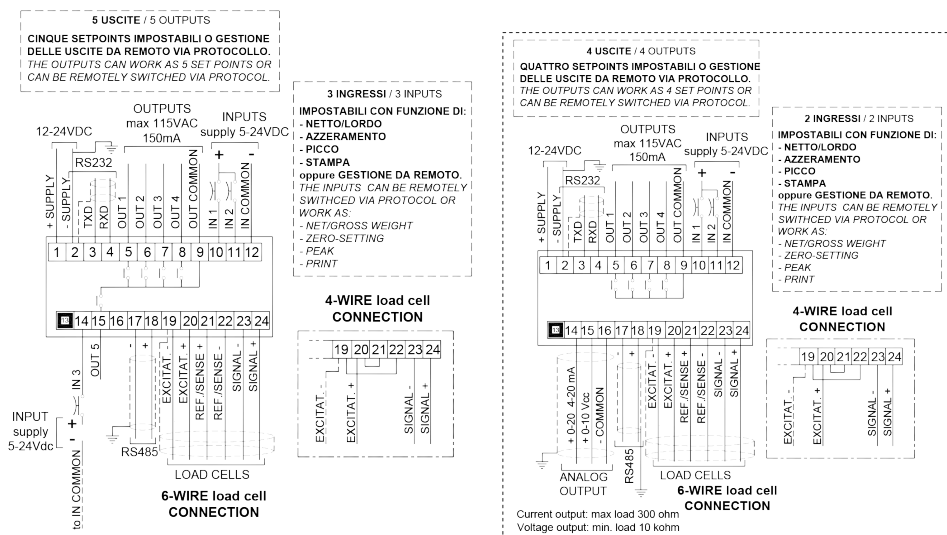 5 USCITE / 5 OUTPUTS
CINQUE SETPOINTS IMPOSTABILI O GESTIONE
DELLE USCITE DA REMOTO VIA PROTOCOLLO.
THE OUTPUTS CAN WORK AS 5 SET POINTS OR
CAN BE REMOTELY SWITCHED VIA PROTOCOL.
3 INGRESSI / 3 INPUTS
IMPOSTABILI CON FUNZIONE DI:
- NETTO/LORDO
- AZZERAMENTO
- PICCO
- STAMPA
oppure GESTIONE DA REMOTO.
THE INPUTS CAN BE REMOTELY
SWITHCED VIA PROTOCOL OR
WORK AS:
- NET/GROSS WEIGHT
- ZERO-SETTING
- PEAK
- PRINT
12-24VDC
RS232
OUTPUTS
max 115VAC
150mA
INPUTS
supply 5-24VDC
+ -
+ SUPPLY
- SUPPLY
TXD
RXD
OUT 1
OUT 2
OUT 3
OUT 4
OUT COMMON
IN 1
IN 2
IN COMMON
1 2 3 4 5 6 7 8 9 10 11 12
13 14 15 16 17 18 19 20 21 22 23 24
IN 3
OUT 5
- +
EXCITAT. -
EXCITAT. +
REF./SENSE +
REF./SENSE -
SIGNAL -
SIGNAL +
INPUT
supply
5-24Vdc
+
-
to IN COMMON
RS485
LOAD CELLS
6-WIRE load cell
CONNECTION
4-WIRE load cell
CONNECTION
19 20 21 22 23 24
EXCITAT. -
EXCITAT. +
SIGNAL -
SIGNAL +
4 USCITE / 4 OUTPUTS
QUATTRO SETPOINTS IMPOSTABILI O GESTIONE
DELLE USCITE DA REMOTO VIA PROTOCOLLO.
THE OUTPUTS CAN WORK AS 4 SET POINTS OR
CAN BE REMOTELY SWITCHED VIA PROTOCOL.
2 INGRESSI / 2 INPUTS
IMPOSTABILI CON FUNZIONE DI:
- NETTO/LORDO
- AZZERAMENTO
- PICCO
- STAMPA
oppure GESTIONE DA REMOTO.
THE INPUTS CAN BE REMOTELY
SWITHCED VIA PROTOCOL OR
WORK AS:
- NET/GROSS WEIGHT
- ZERO-SETTING
- PEAK
- PRINT
12-24VDC
RS232
OUTPUTS
max 115VAC
150mA
INPUTS
supply 5-24VDC
+ -
+ SUPPLY
- SUPPLY
TXD
RXD
OUT 1
OUT 2
OUT 3
OUT 4
OUT COMMON
IN 1
IN 2
IN COMMON
1 2 3 4 5 6 7 8 9 10 11 12
13 14 15 16 17 18 19 20 21 22 23 24
+ 0-20 4-20 mA
+ 0-10 Vcc
- COMMON
- +
EXCITAT. -
EXCITAT. +
REF./SENSE +
REF./SENSE -
SIGNAL -
SIGNAL +
ANALOG
OUTPUT
RS485
LOAD CELLS
6-WIRE load cell
CONNECTION
Current output: max load 300 ohm
Voltage output: min. load 10 kohm
4-WIRE load cell
CONNECTION
19 20 21 22 23 24
EXCITAT. -
EXCITAT. +
SIGNAL -
SIGNAL +